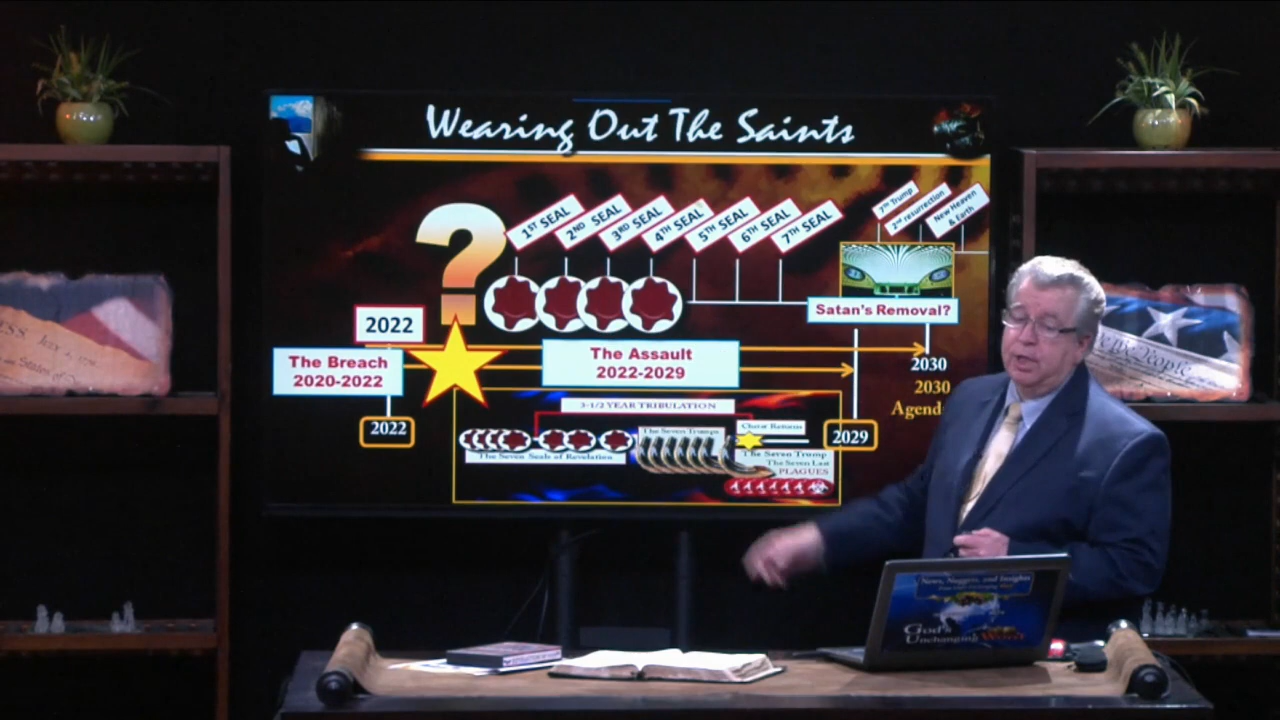 Wearing Out The Saints
1ST SEAL
2ND SEAL
3RD SEAL
4TH SEAL
5TH SEAL
6TH SEAL
7TH SEAL
7th Trump
2nd resurrection
New Heaven
& Earth
Satan's Removal?
2022
The Breach
2020-2022
The Assault
2022-2029
2030
2030
Agend
2022
2029
3-1/2 YEAR TRIBULATION
The Seven Trumps
Christ Returns
The Seven Seals of Revelation
The Seven Trump
The Seven Last
PLAGUES
We the People
News, Nuggets, and Insights
God's
Unchanging Word